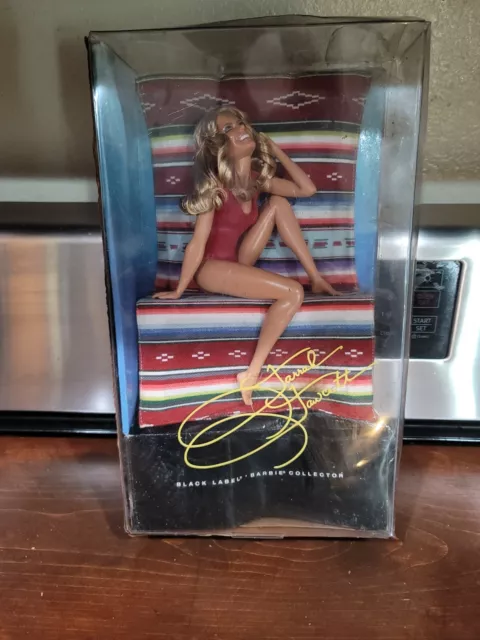 Farrah
Fawcett
BLACK LABEL® · BARBIE® COLLECTOR
START
SET